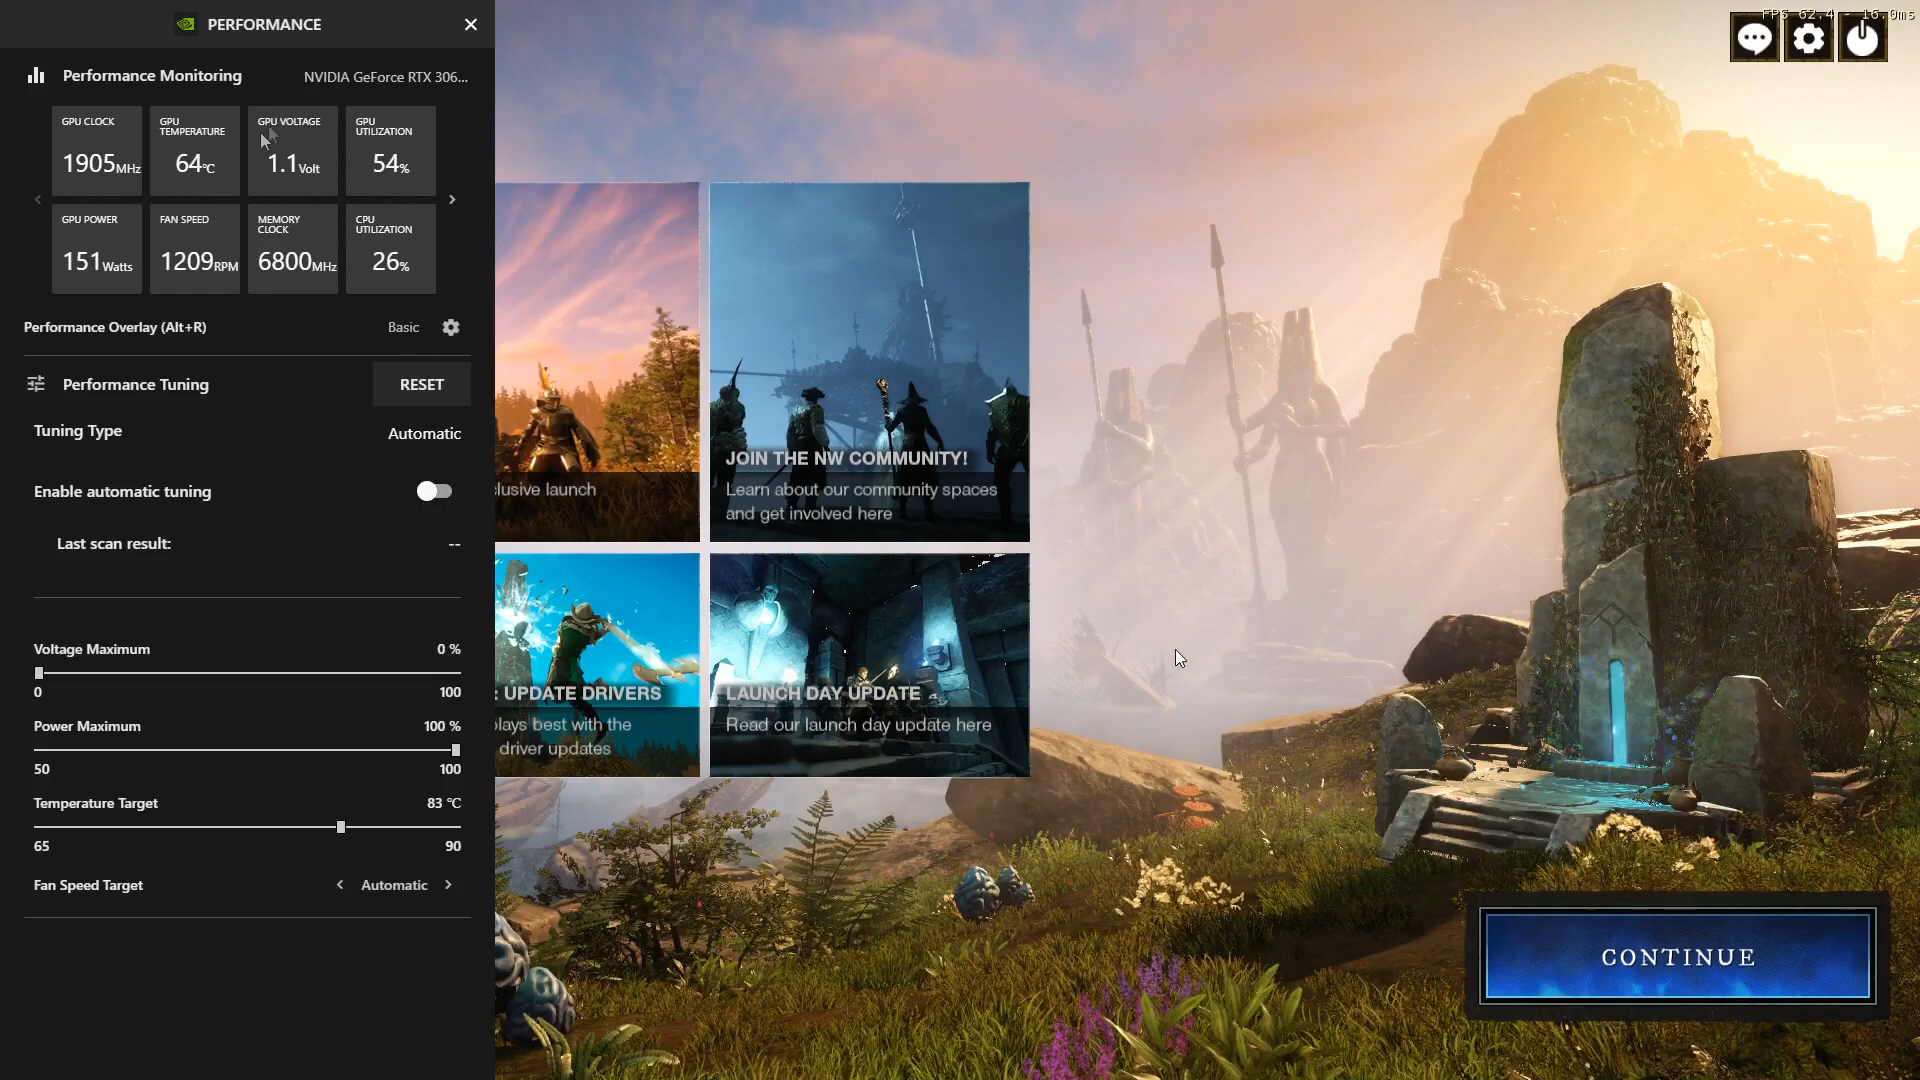 PERFORMANCE
Performance Monitoring
NVIDIA GeForce RTX 306...
GPU CLOCK
1905MHz
GPU
TEMPERATURE
64°C
GPU VOLTAGE
1.1Volt
GPU
UTILIZATION
54%
GPU POWER
151Watts
FAN SPEED
1209RPM
MEMORY
CLOCK
6800MHz
CPU
UTILIZATION
26%
Performance Overlay (Alt+R)
Basic
Performance Tuning
RESET
Tuning Type
Automatic
Enable automatic tuning
Last scan result:
--
Voltage Maximum
0 %
0
100
Power Maximum
100 %
50
100
Temperature Target
83 °C
65
90
Fan Speed Target
Automatic
FPS 62.4 - 16.0ms
lusive launch
JOIN THE NW COMMUNITY!
Learn about our community spaces
and get involved here
: UPDATE DRIVERS
plays best with the
driver updates
LAUNCH DAY UPDATE
Read our launch day update here
CONTINUE